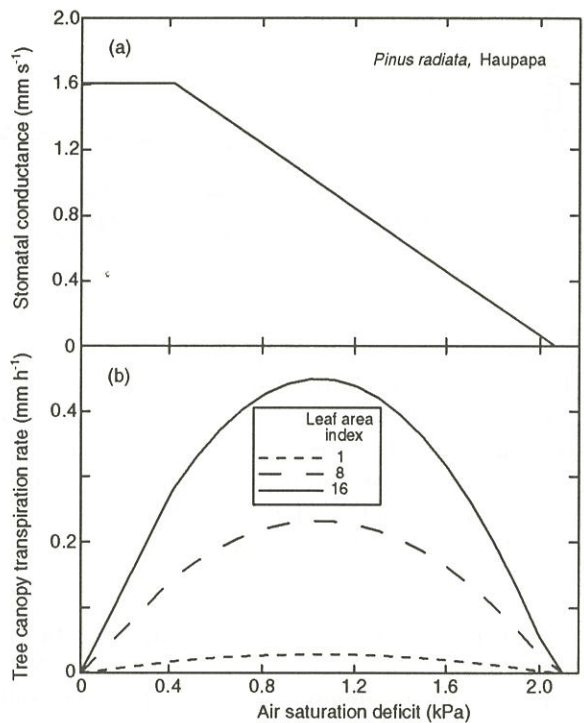 2.0
(a)
Pinus radiata, Haupapa
1.6
1.2
0.8
0.4
0
Stomatal conductance (mm s-1)
(b)
0.4
0.2
0
Tree canopy transpiration rate (mm h-1)
Leaf area
index
1
8
16
0 0.4 0.8 1.2 1.6 2.0
Air saturation deficit (kPa)